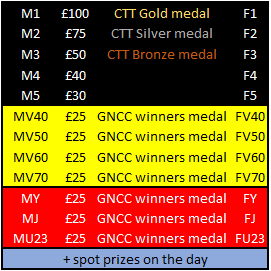 M1 £100 CTT Gold medal F1
M2 £75 CTT Silver medal F2
M3 £50 CTT Bronze medal F3
M4 £40 F4
M5 £30 F5
MV40 £25 GNCC winners medal FV40
MV50 £25 GNCC winners medal FV50
MV60 £25 GNCC winners medal FV60
MV70 £25 GNCC winners medal FV70
MY £25 GNCC winners medal FY
MJ £25 GNCC winners medal FJ
MU23 £25 GNCC winners medal FU23
+ spot prizes on the day